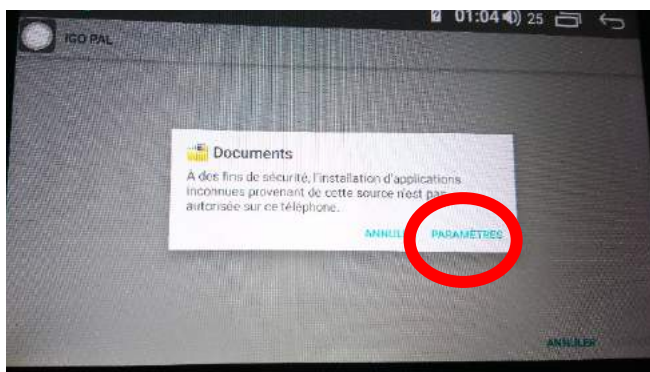 01:04 25
IGO PAL
Documents
À des fins de sécurité, l'installation d'applications
inconnues provenant de cette source n'est pas
autorisée sur ce téléphone.
ANNULER PARAMÈTRES
ANNULER